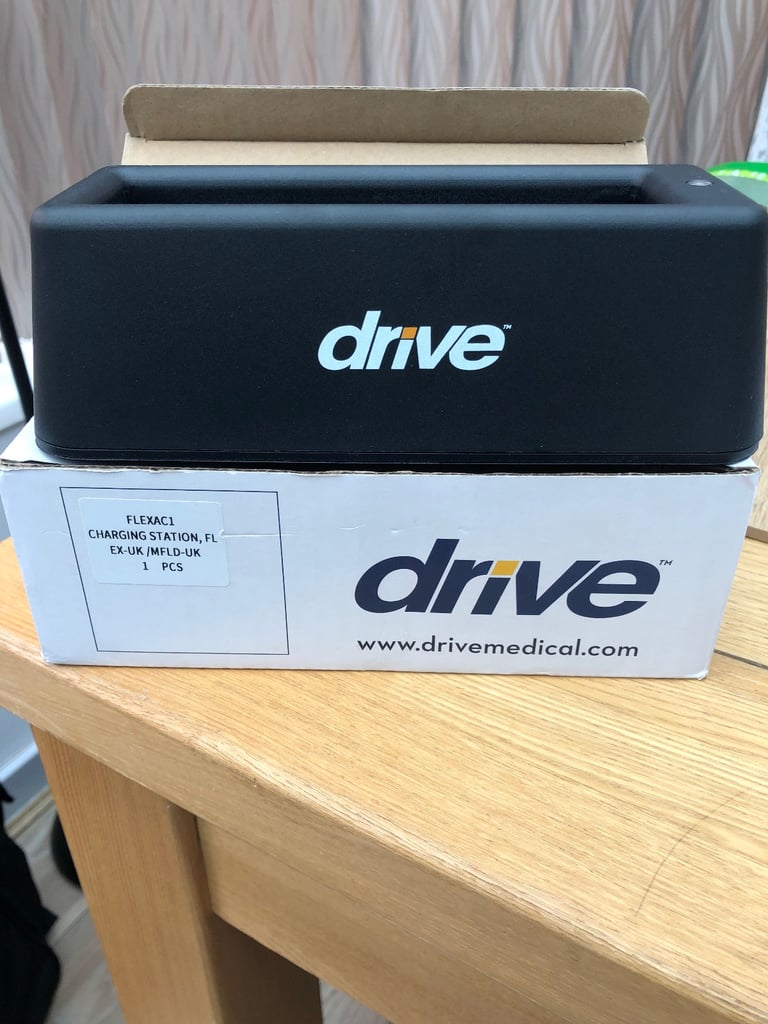 drive™
FLEXAC1
CHARGING STATION, FL
EX-UK /MFLD-UK
1 PCS
drive™
www.drivemedical.com